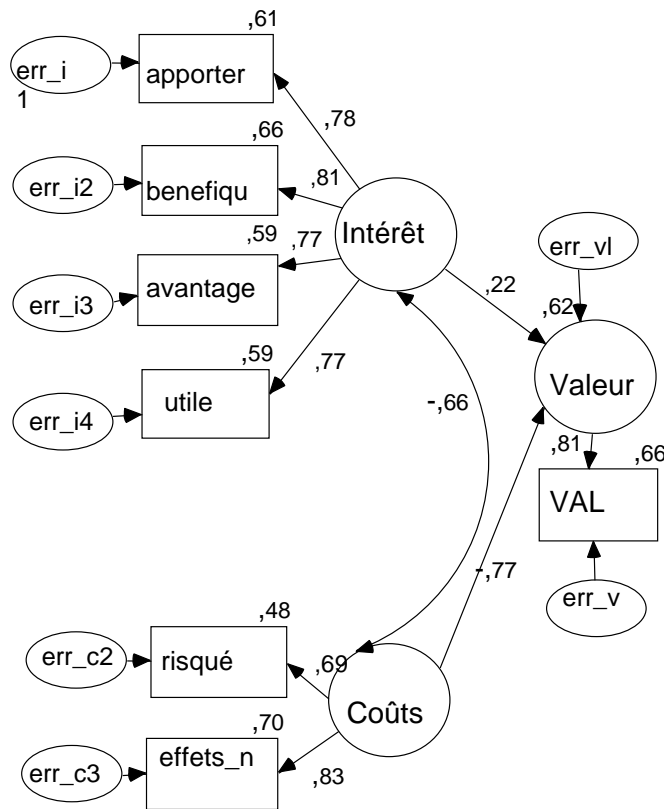 ,61
err_i
1
apporter
,78
,66
err_i2
benefiqu
,81
Intérêt
,59
,77
err_vl
err_i3
avantage
,22
,62
,59
,77
err_i4
utile
-,66
Valeur
,81
,66
VAL
-,77
err_v
,48
err_c2
risqué
,69
Coûts
,70
effets_n
err_c3
,83